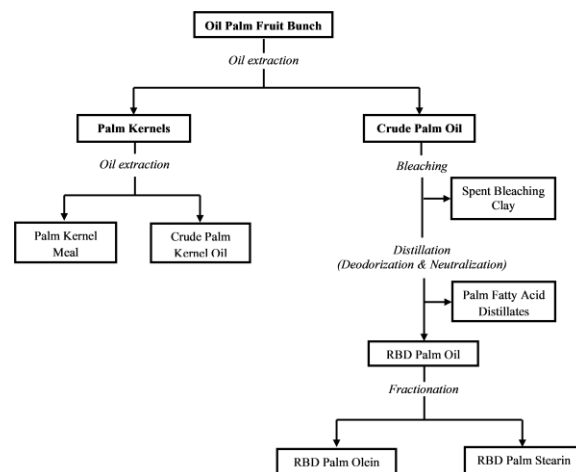 Oil Palm Fruit Bunch
Oil extraction
Palm Kernels
Crude Palm Oil
Oil extraction
Bleaching
Spent Bleaching
Clay
Palm Kernel
Meal
Crude Palm
Kernel Oil
Distillation
(Deodorization & Neutralization)
Palm Fatty Acid
Distillates
RBD Palm Oil
Fractionation
RBD Palm Olein
RBD Palm Stearin